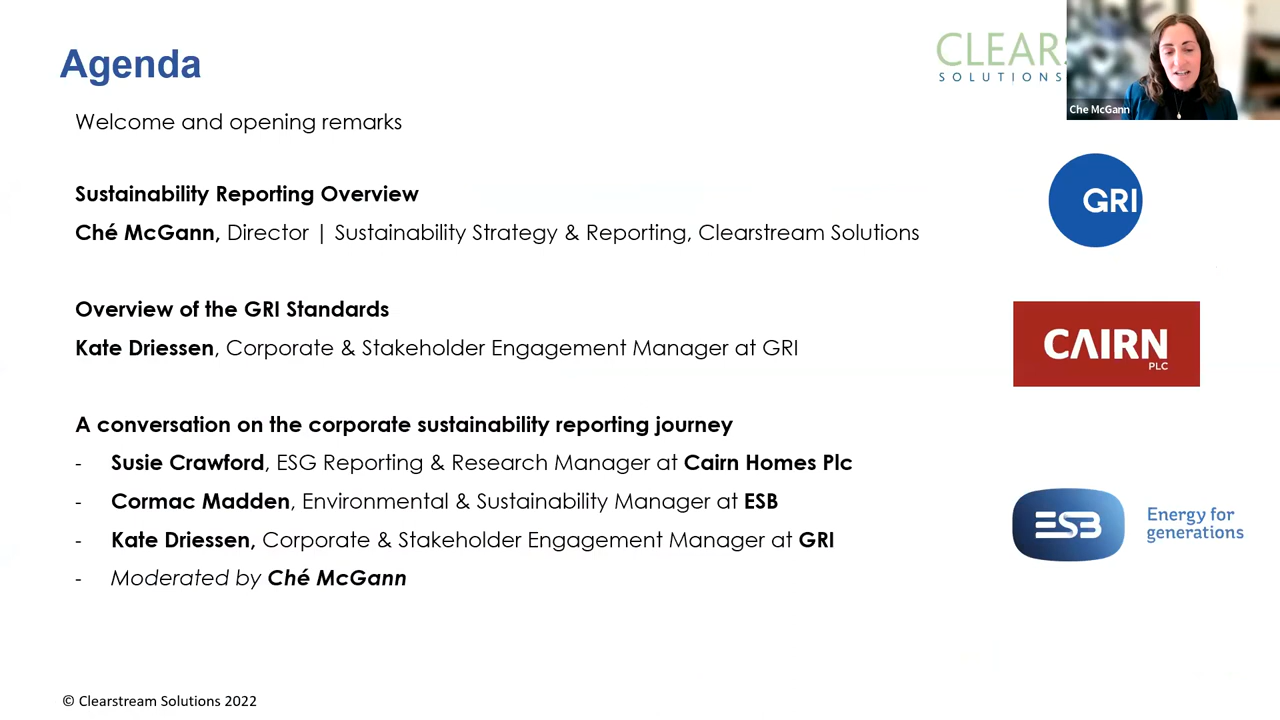 Agenda
CLEAR
SOLUTIONS
Che McGann
Welcome and opening remarks
Sustainability Reporting Overview
Ché McGann, Director | Sustainability Strategy & Reporting, Clearstream Solutions
GRI
Overview of the GRI Standards
Kate Driessen, Corporate & Stakeholder Engagement Manager at GRI
CAIRN
PLC
A conversation on the corporate sustainability reporting journey
- Susie Crawford, ESG Reporting & Research Manager at Cairn Homes Plc
- Cormac Madden, Environmental & Sustainability Manager at ESB
- Kate Driessen, Corporate & Stakeholder Engagement Manager at GRI
- Moderated by Ché McGann
ESB
Energy for
generations
© Clearstream Solutions 2022